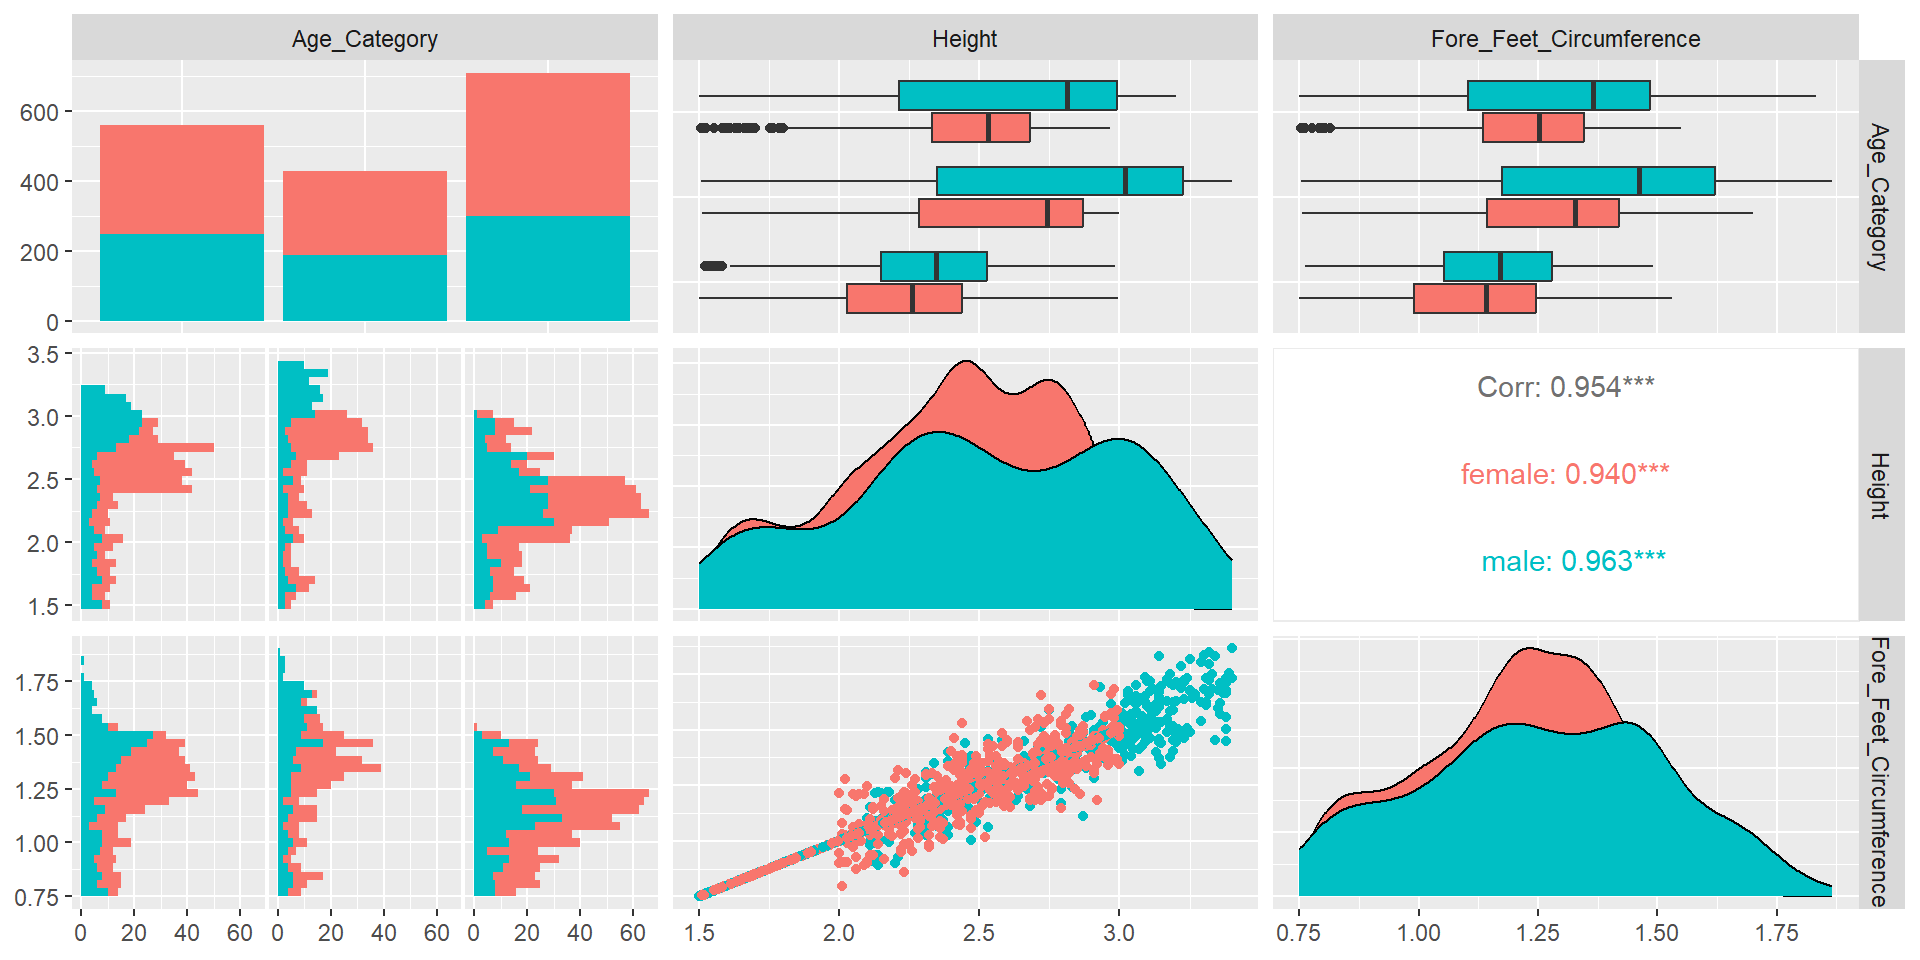 Age_Category
Height
Fore_Feet_Circumference
600
400
200
0
Age_Category
3.5
3.0
2.5
2.0
1.5
Corr: 0.954***
female: 0.940***
male: 0.963***
Height
1.75
1.50
1.25
1.00
0.75
Fore_Feet_Circumference
0 20 40 60 0 20 40 60 0 20 40 60
1.5 2.0 2.5 3.0
0.75 1.00 1.25 1.50 1.75